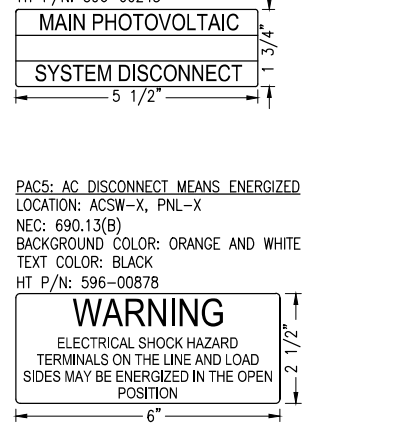 MAIN PHOTOVOLTAIC
SYSTEM DISCONNECT
1 3/4"
5 1/2"
PAC5: AC DISCONNECT MEANS ENERGIZED
LOCATION: ACSW-X, PNL-X
NEC: 690.13(B)
BACKGROUND COLOR: ORANGE AND WHITE
TEXT COLOR: BLACK
HT P/N: 596-00878
WARNING
ELECTRICAL SHOCK HAZARD
TERMINALS ON THE LINE AND LOAD
SIDES MAY BE ENERGIZED IN THE OPEN
POSITION
2 1/2"
6"